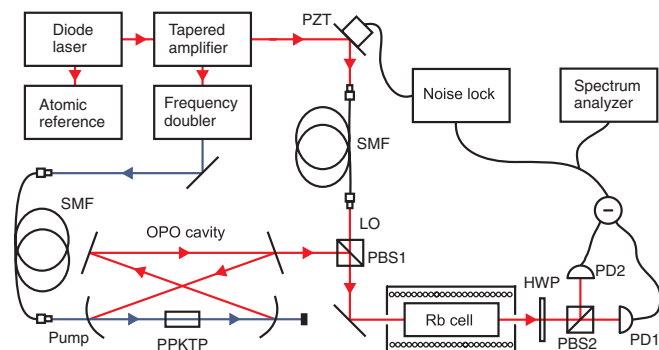 PZT
Diode
laser
Tapered
amplifier
Atomic
reference
Frequency
doubler
Noise lock
Spectrum
analyzer
SMF
SMF
LO
OPO cavity
PBS1
−
HWP
PD2
Rb cell
Pump
PPKTP
PBS2
PD1